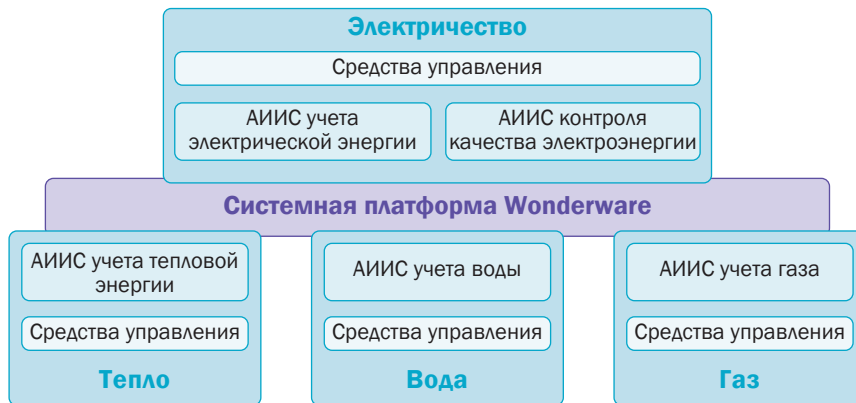 Электричество
Средства управления
АИИС учета
электрической энергии
АИИС контроля
качества электроэнергии
Системная платформа Wonderware
АИИС учета тепловой
энергии
Средства управления
Тепло
АИИС учета воды
Средства управления
Вода
АИИС учета газа
Средства управления
Газ